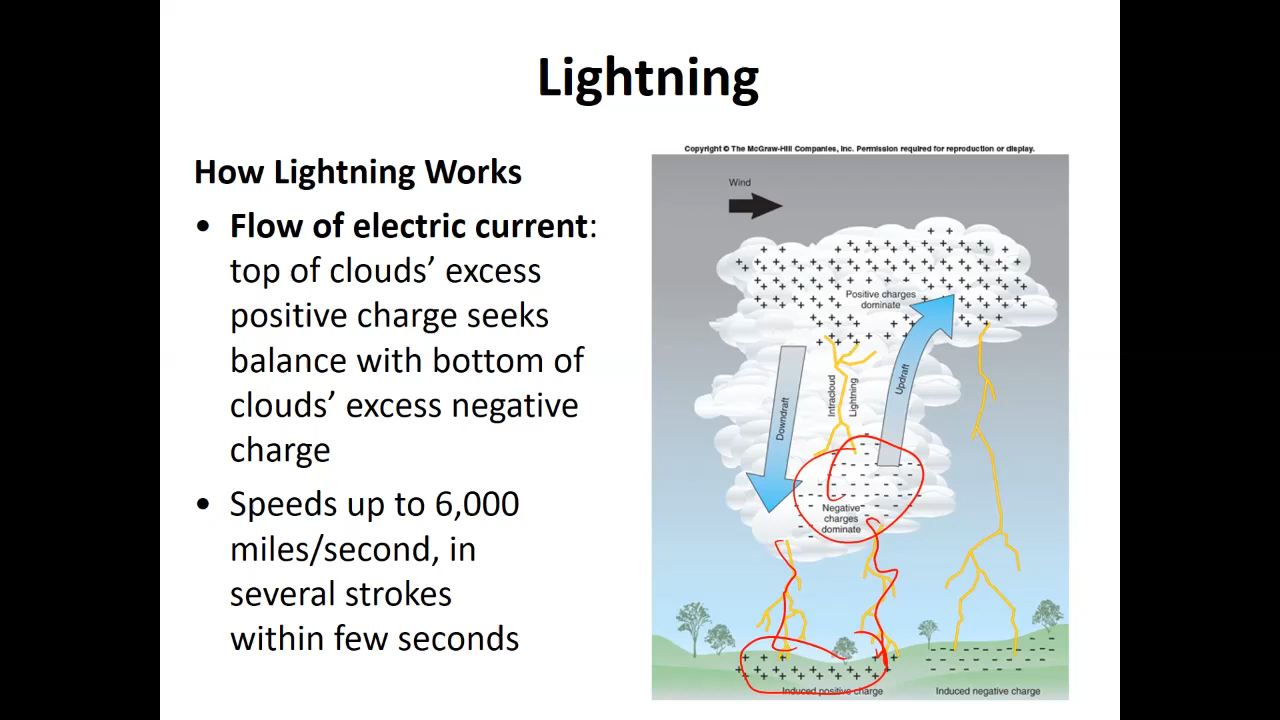 Lightning
How Lightning Works
• Flow of electric current:
top of clouds’ excess
positive charge seeks
balance with bottom of
clouds’ excess negative
charge
• Speeds up to 6,000
miles/second, in
several strokes
within few seconds
Copyright © The McGraw-Hill Companies, Inc. Permission required for reproduction or display.
Wind
Positive charges
dominate
Downdraft
Intracloud
Lightning
Updraft
Negative
charges
dominate
Induced positive charge
Induced negative charge